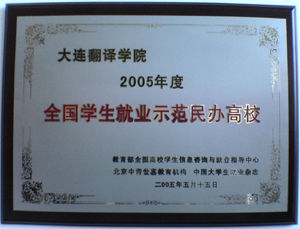 大连翻译学院
2005年度
全国学生就业示范民办高校
教育部全国高校学生信息咨询与就业指导中心
北京中青世嘉教育机构 中国大学生就业杂志
二00五年五月十五日